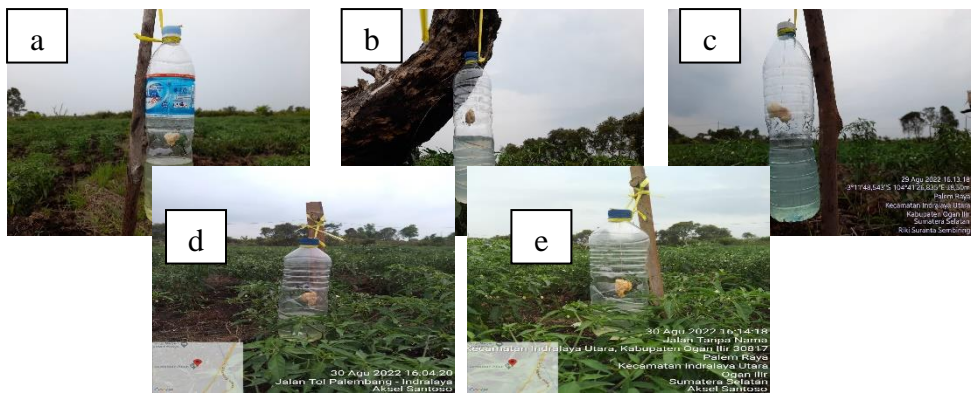 a
b
c
29 Agu 2022 16.13.18
Palem Raya
Kecamatan Indralaya Utara
Kabupaten Ogan Ilir
Sumatera Selatan
Riki Suranta Sembiring
d
30 Agu 2022 16.04.20
Jalan Tol Palembang - Indralaya
Aksel Santoso
e
30 Agu 2022 16:14:18
Jalan Tanpa Nama
Kecamatan Indralaya Utara, Kabupaten Ogan Ilir 30817
Palem Raya
Kecamatan Indralaya Utara
Ogan Ilir
Sumatera Selatan
Aksel Santoso